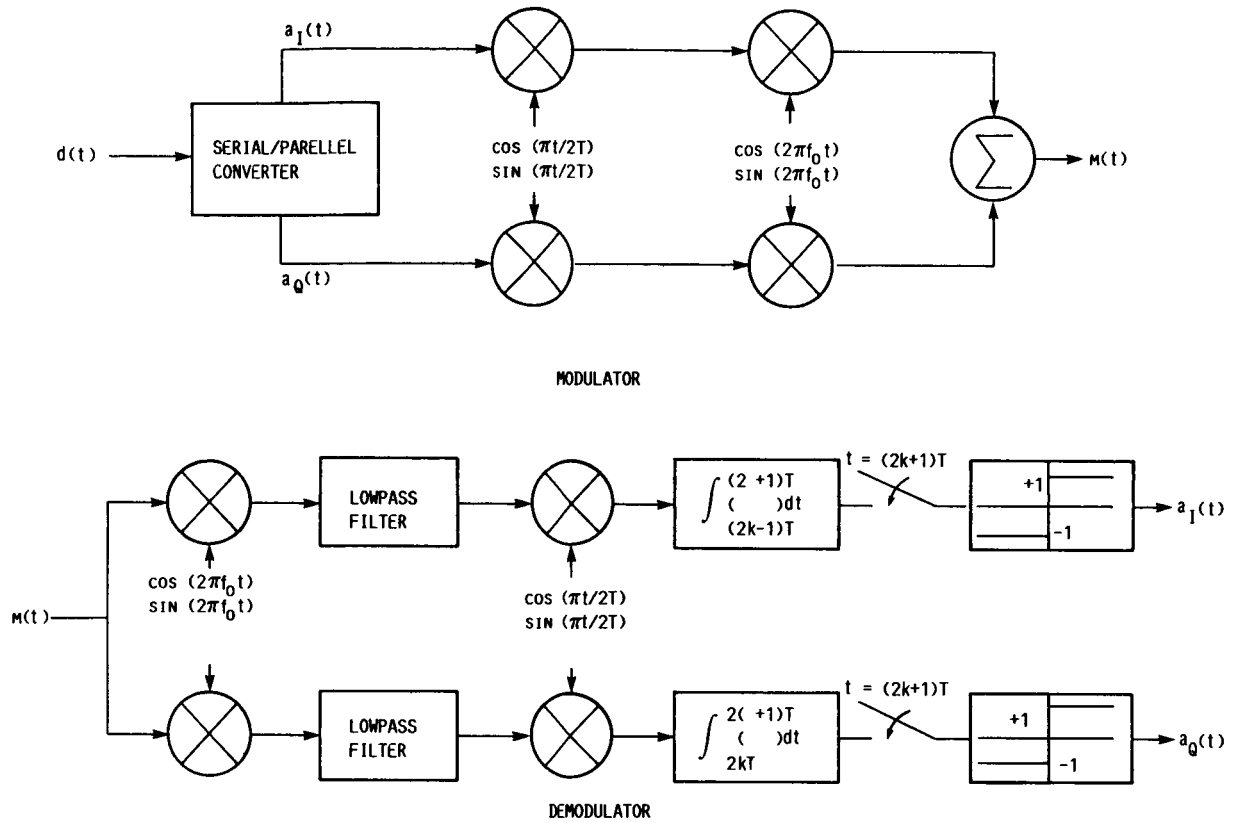 a_I(t)
d(t)
SERIAL/PARELLEL
CONVERTER
COS (πt/2T)
SIN (πt/2T)
COS (2πf_0t)
SIN (2πf_0t)
∑
M(t)
a_Q(t)
MODULATOR
LOWPASS
FILTER
∫ (2 +1)T
( )dt
(2k-1)T
t = (2k+1)T
+1
-1
a_I(t)
COS (2πf_0t)
SIN (2πf_0t)
COS (πt/2T)
SIN (πt/2T)
M(t)
LOWPASS
FILTER
∫ 2( +1)T
( )dt
2kT
t = (2k+1)T
+1
-1
a_Q(t)
DEMODULATOR